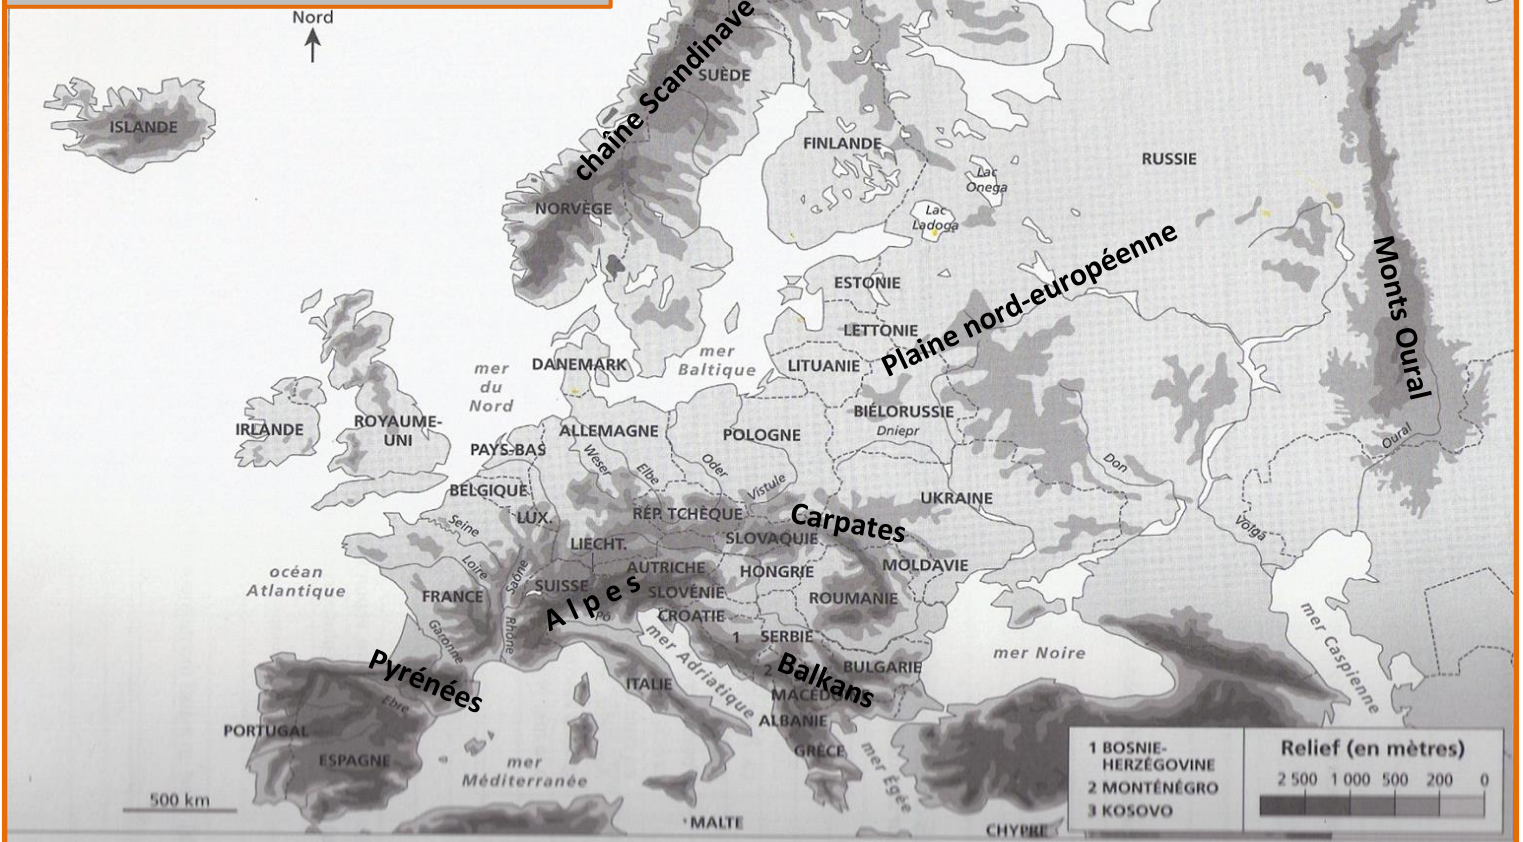 Nord
chaîne Scandinave
SUÈDE
ISLANDE
FINLANDE
RUSSIE
Lac
Onega
NORVÈGE
Lac
Ladoga
Plaine nord-européenne
Monts Oural
ESTONIE
LETTONIE
mer
Baltique
DANEMARK
LITUANIE
mer
du
Nord
BIÉLORUSSIE
Dniepr
IRLANDE
ROYAUME-
UNI
ALLEMAGNE
POLOGNE
PAYS-BAS
Oural
Weser
Elbe
Oder
Vistule
Don
BELGIQUE
UKRAINE
LUX.
RÉP. TCHÈQUE
Carpates
Seine
Volga
SLOVAQUIE
LIECHT.
océan
Atlantique
Loire
Saône
SUISSE
AUTRICHE
HONGRIE
MOLDAVIE
FRANCE
Alpes
SLOVÉNIE
ROUMANIE
Pô
CROATIE
Garonne
Rhône
1
SERBIE
mer Adriatique
mer Noire
mer Caspienne
Pyrénées
2
Balkans
BULGARIE
ITALIE
MACÉDO
Ebre
PORTUGAL
ALBANIE
ESPAGNE
GRÈCE
mer Égée
mer
Méditerranée
500 km
MALTE
CHYPRE
1 BOSNIE-
HERZÉGOVINE
2 MONTÉNÉGRO
3 KOSOVO
Relief (en mètres)
2 500 1 000 500 200 0